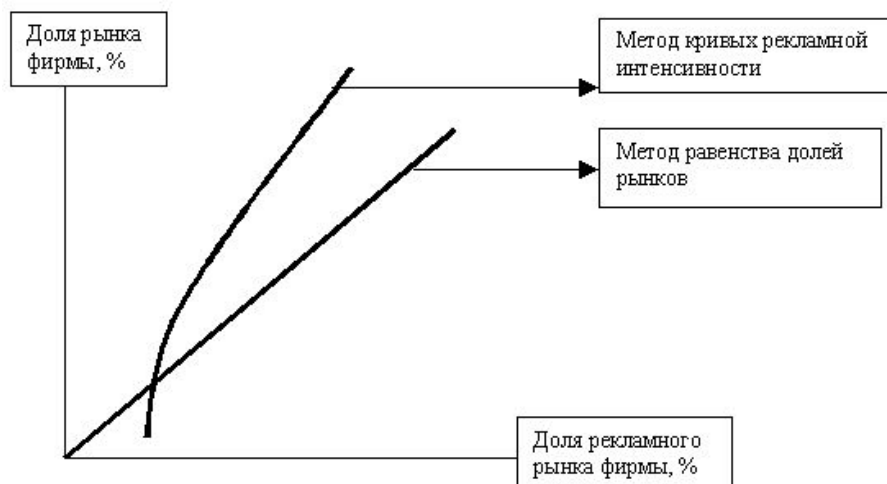 Доля рынка
фирмы, %
Метод кривых рекламной
интенсивности
Метод равенства долей
рынков
Доля рекламного
рынка фирмы, %